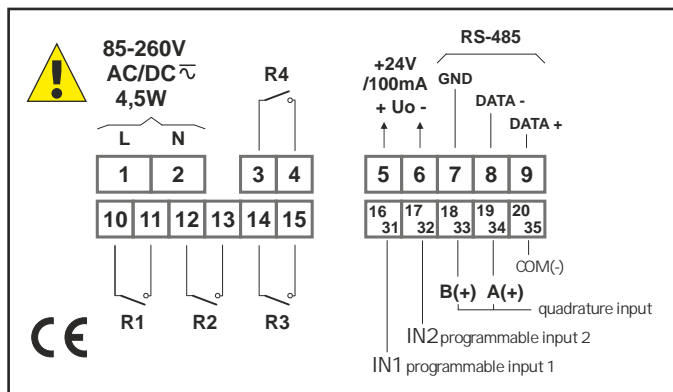 85-260V
AC/DC
4,5W
L N
R4
+24V
/100mA
+ Uo -
RS-485
GND
DATA -
DATA +
1 2 3 4 5 6 7 8 9
10 11 12 13 14 15 16 31 17 32 18 33 19 34 20 35
R1 R2 R3
COM(-)
B(+) A(+)
quadrature input
IN2 programmable input 2
IN1 programmable input 1
CE